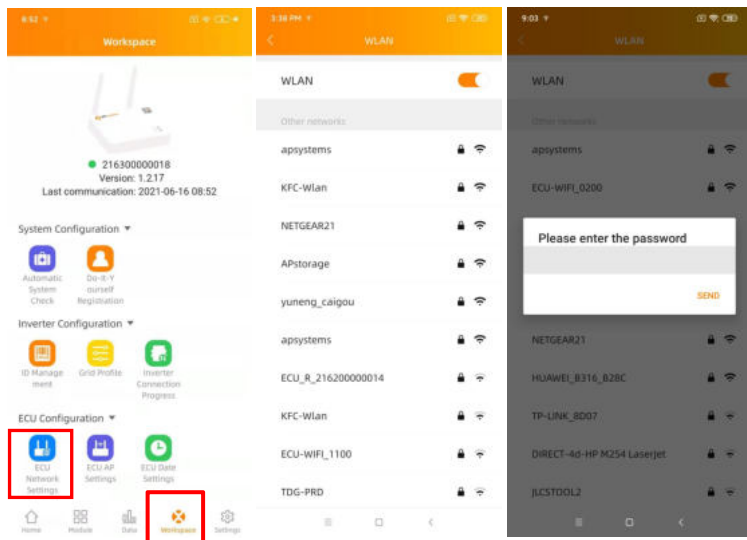 8:52
Workspace
216300000018
Version: 1.2.17
Last communication: 2021-06-16 08:52
System Configuration ▼
Automatic
System
Check
Do-It-Y
ourself
Registration
Inverter Configuration ▼
ID Manage
ment
Grid Profile
Inverter
Connection
Progress
ECU Configuration ▼
ECU
Network
Settings
ECU AP
Settings
ECU Date
Settings
Home
Module
Data
Workspace
Settings
3:38 PM
WLAN
WLAN
Other networks
apsystems
KFC-Wlan
NETGEAR21
APstorage
yuneng_caigou
apsystems
ECU_R_216200000014
KFC-Wlan
ECU-WIFI_1100
TDG-PRD
9:03
WLAN
WLAN
Other networks
apsystems
ECU-WIFI_0200
Please enter the password
SEND
NETGEAR21
HUAWEI_B316_B28C
TP-LINK_8D07
DIRECT-4d-HP M254 Laserjet
JLCSTOOL2